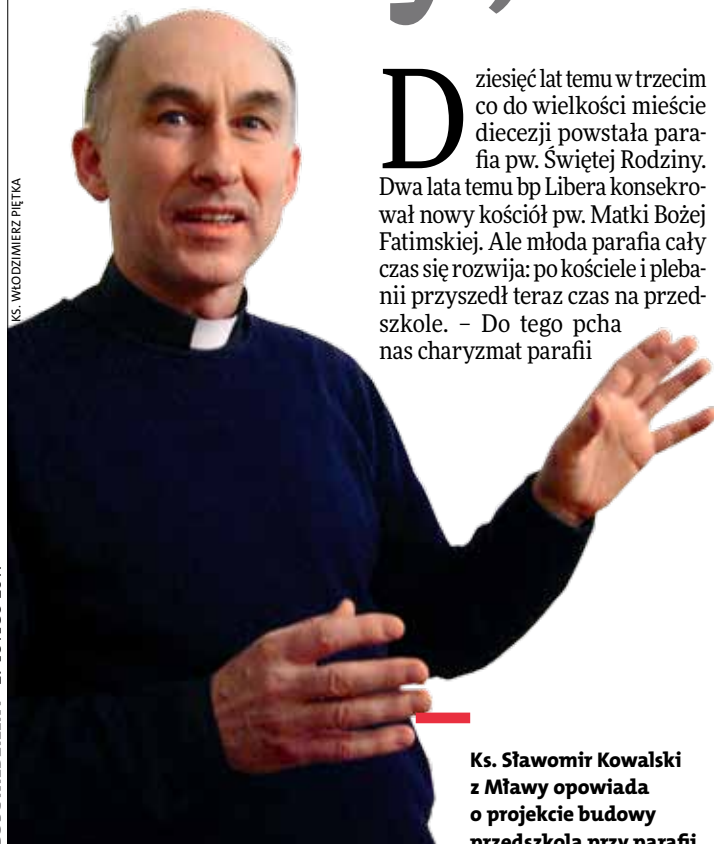 Dziesięć lat temu w trzecim
co do wielkości mieście
diecezji powstała para-
fia pw. Świętej Rodziny.
Dwa lata temu bp Libera konsekro-
wał nowy kościół pw. Matki Bożej
Fatimskiej. Ale młoda parafia cały
czas się rozwija: po kościele i pleba-
nii przyszedł teraz czas na przed-
szkole. – Do tego pcha
nas charyzmat parafii
KS. WŁODZIMIERZ PIĘTKA
Ks. Sławomir Kowalski
z Mławy opowiada
o projekcie budowy
przedszkola przy parafii